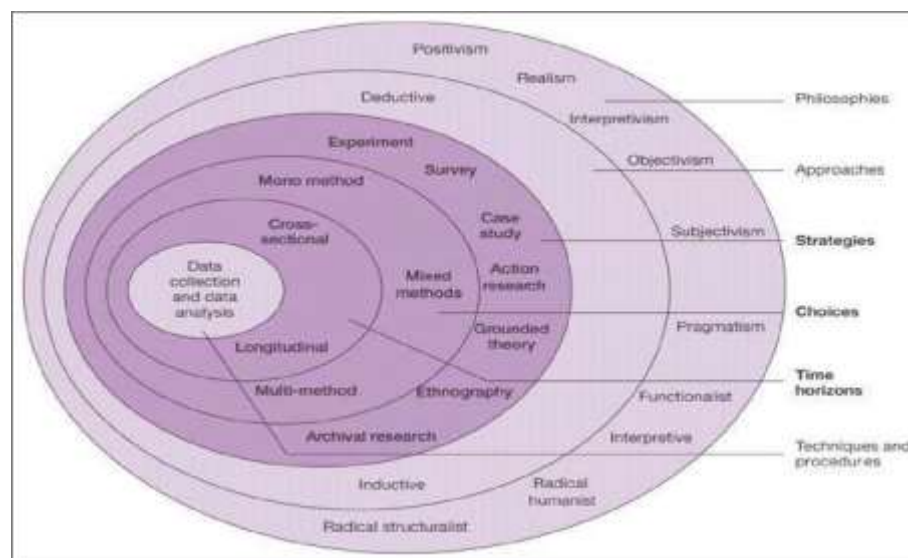 Positivism
Realism
Philosophies
Deductive
Interpretivism
Experiment
Objectivism
Approaches
Survey
Mono method
Case
study
Subjectivism
Strategies
Cross-
sectional
Data
collection
and data
analysis
Mixed
methods
Action
research
Choices
Pragmatism
Grounded
theory
Longitudinal
Time
horizons
Multi-method
Ethnography
Functionalist
Archival research
Interpretive
Techniques and
procedures
Inductive
Radical
humanist
Radical structuralist